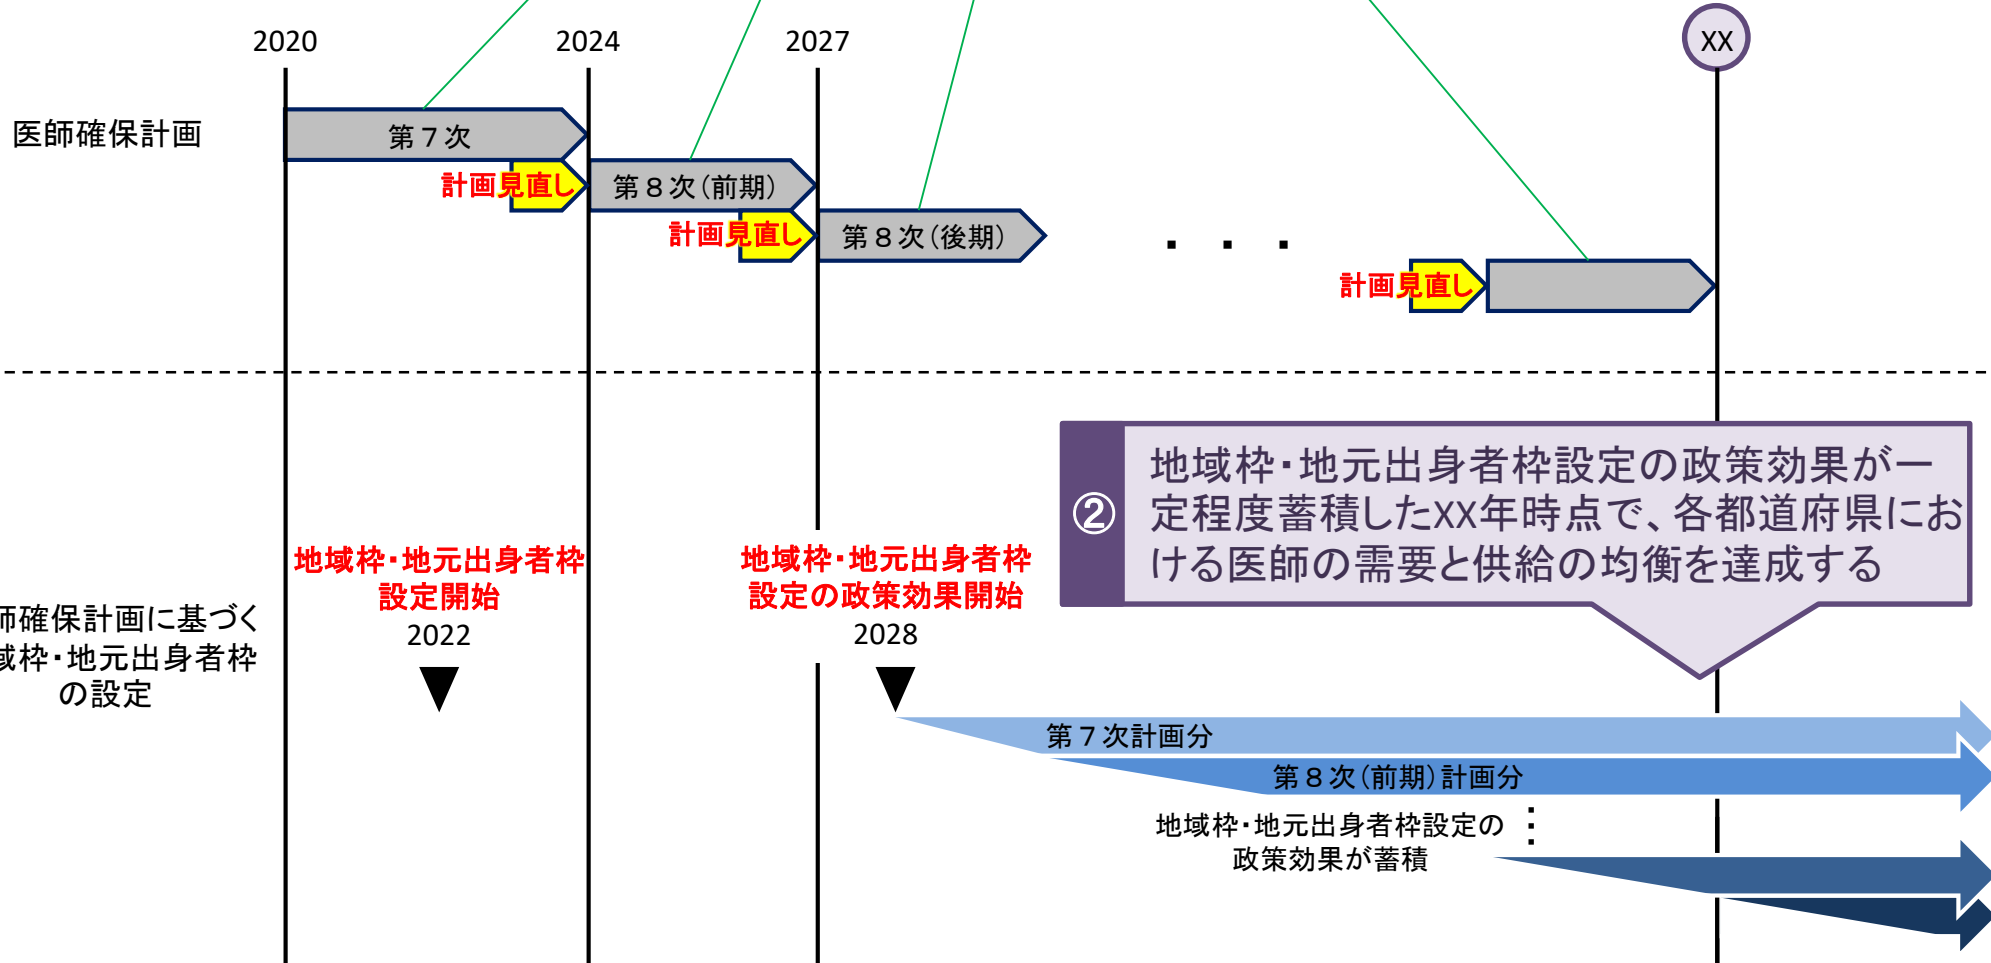 2020
2024
2027
XX
医師確保計画
第７次
計画見直し
第８次（前期）
計画見直し
第８次（後期）
・・・
計画見直し
②
地域枠・地元出身者枠設定の政策効果が一
定程度蓄積したXX年時点で、各都道府県にお
ける医師の需要と供給の均衡を達成する
地域枠・地元出身者枠
設定開始
2022
地域枠・地元出身者枠
設定の政策効果開始
2028
師確保計画に基づく
域枠・地元出身者枠
の設定
第７次計画分
第８次（前期）計画分
地域枠・地元出身者枠設定の
政策効果が蓄積